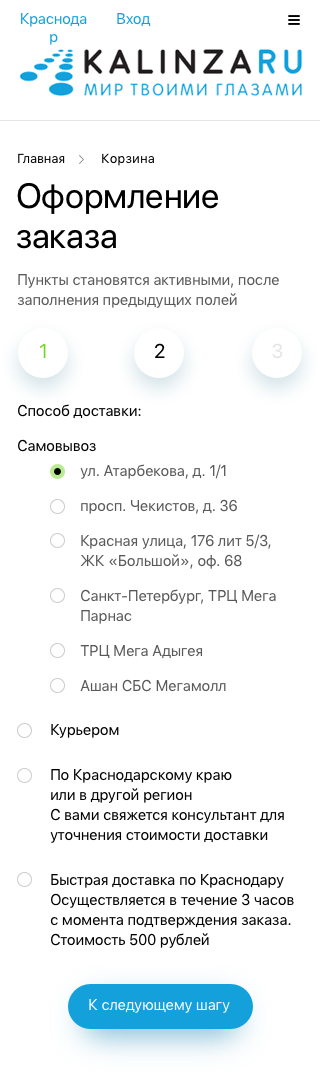 Краснода
р
Вход
KALINZARU
МИР ТВОИМИ ГЛАЗАМИ
Главная
Корзина
Оформление
заказа
Пункты становятся активными, после
заполнения предыдущих полей
1
2
3
Способ доставки:
Самовывоз
ул. Атарбекова, д. 1/1
просп. Чекистов, д. 36
Красная улица, 176 лит 5/3,
ЖК «Большой», оф. 68
Санкт-Петербург, ТРЦ Мега
Парнас
ТРЦ Мега Адыгея
Ашан СБС Мегамолл
Курьером
По Краснодарскому краю
или в другой регион
С вами свяжется консультант для
уточнения стоимости доставки
Быстрая доставка по Краснодару
Осуществляется в течение 3 часов
с момента подтверждения заказа.
Стоимость 500 рублей
К следующему шагу